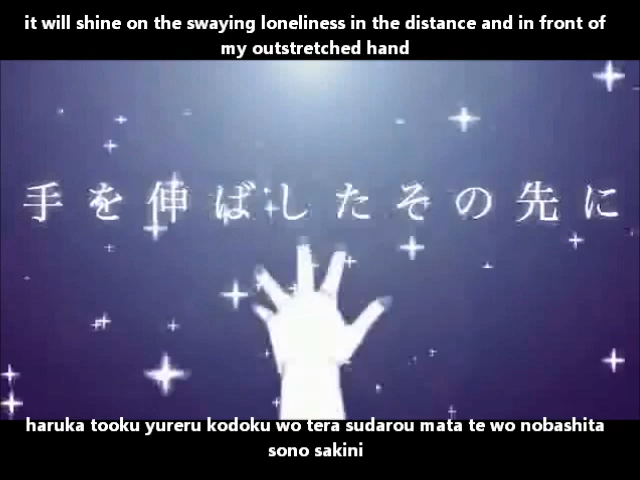 it will shine on the swaying loneliness in the distance and in front of
my outstretched hand
手を伸ばしたその先に
haruka tooku yureru kodoku wo tera sudarou mata te wo nobashita
sono sakini